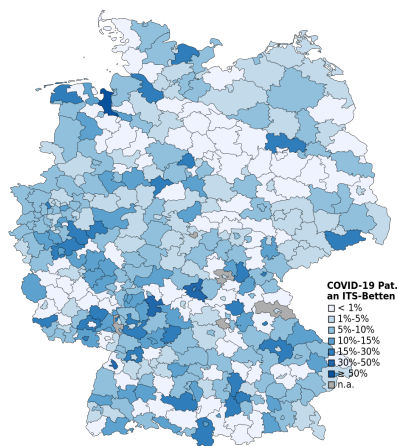 COVID-19 Pat.
an ITS-Betten
< 1%
1%-5%
5%-10%
10%-15%
15%-30%
30%-50%
≥ 50%
n.a.